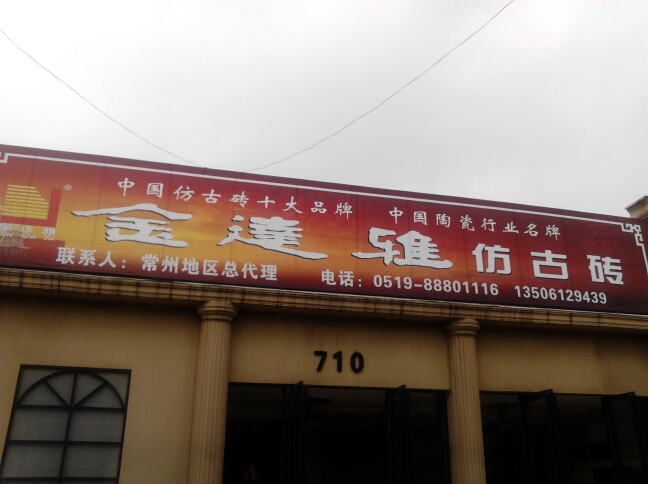 中国仿古砖十大品牌 中国陶瓷行业名牌
®
金達雅仿古砖
联系人：常州地区总代理 电话：0519-88801116 13506129439
710